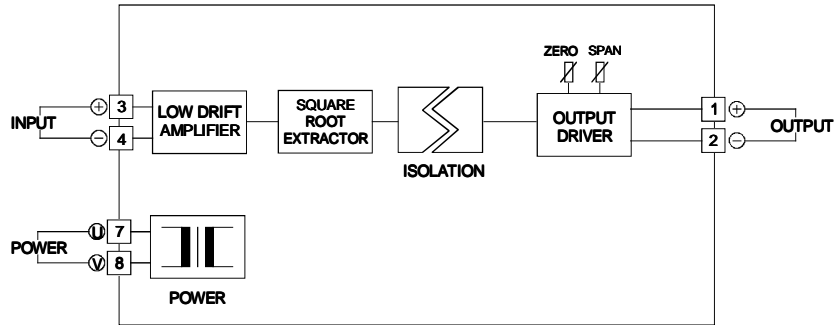 ZERO SPAN
INPUT
+ 3
- 4
LOW DRIFT
AMPLIFIER
SQUARE
ROOT
EXTRACTOR
ISOLATION
OUTPUT
DRIVER
1 +
2 -
OUTPUT
POWER
U 7
V 8
POWER